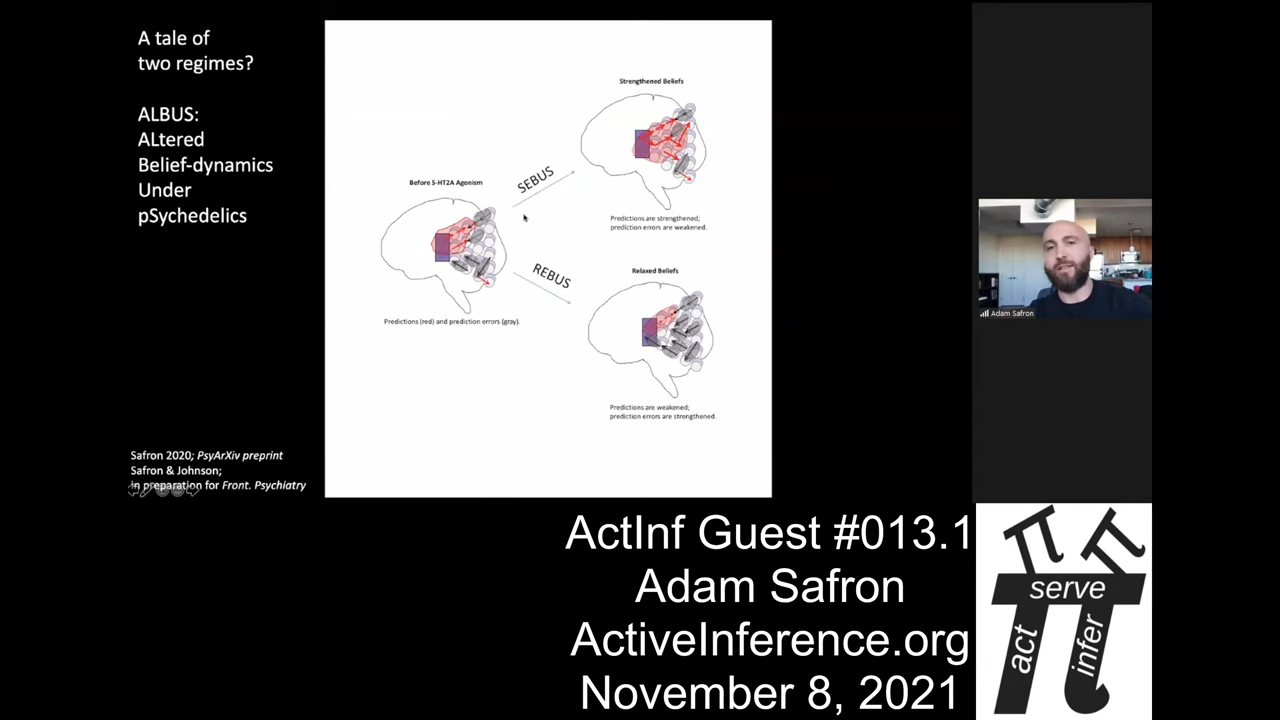 A tale of
two regimes?
ALBUS:
ALtered
Belief-dynamics
Under
pSychedelics
Safron 2020; PsyArXiv preprint
Safron & Johnson;
In preparation for Front. Psychiatry
Strengthened Beliefs
SEBUS
Before 5-HT2A Agonism
Predictions are strengthened;
prediction errors are weakened.
REBUS
Relaxed Beliefs
Predictions (red) and prediction errors (gray).
Predictions are weakened;
prediction errors are strengthened.
Adam Safron
ActInf Guest #013.1
Adam Safron
ActiveInference.org
November 8, 2021
serve
act
infer